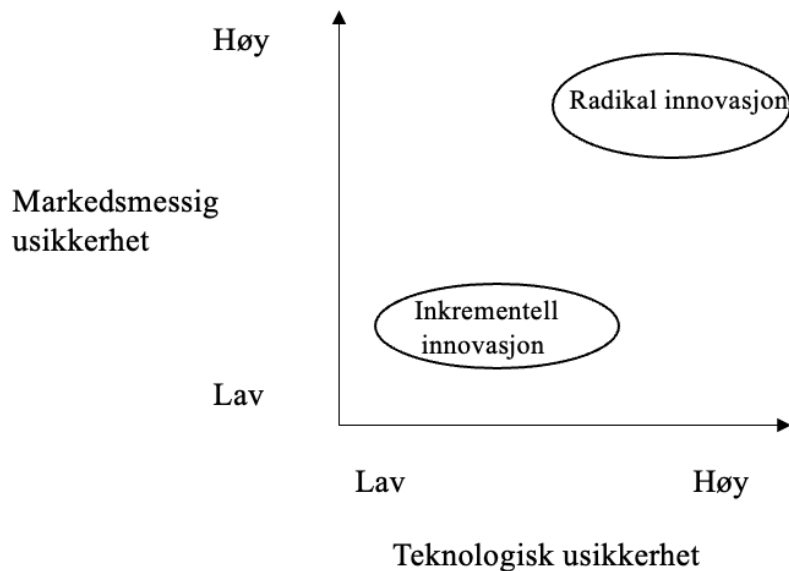 Høy
Radikal innovasjon
Markedsmessig
usikkerhet
Inkrementell
innovasjon
Lav
Lav Høy
Teknologisk usikkerhet